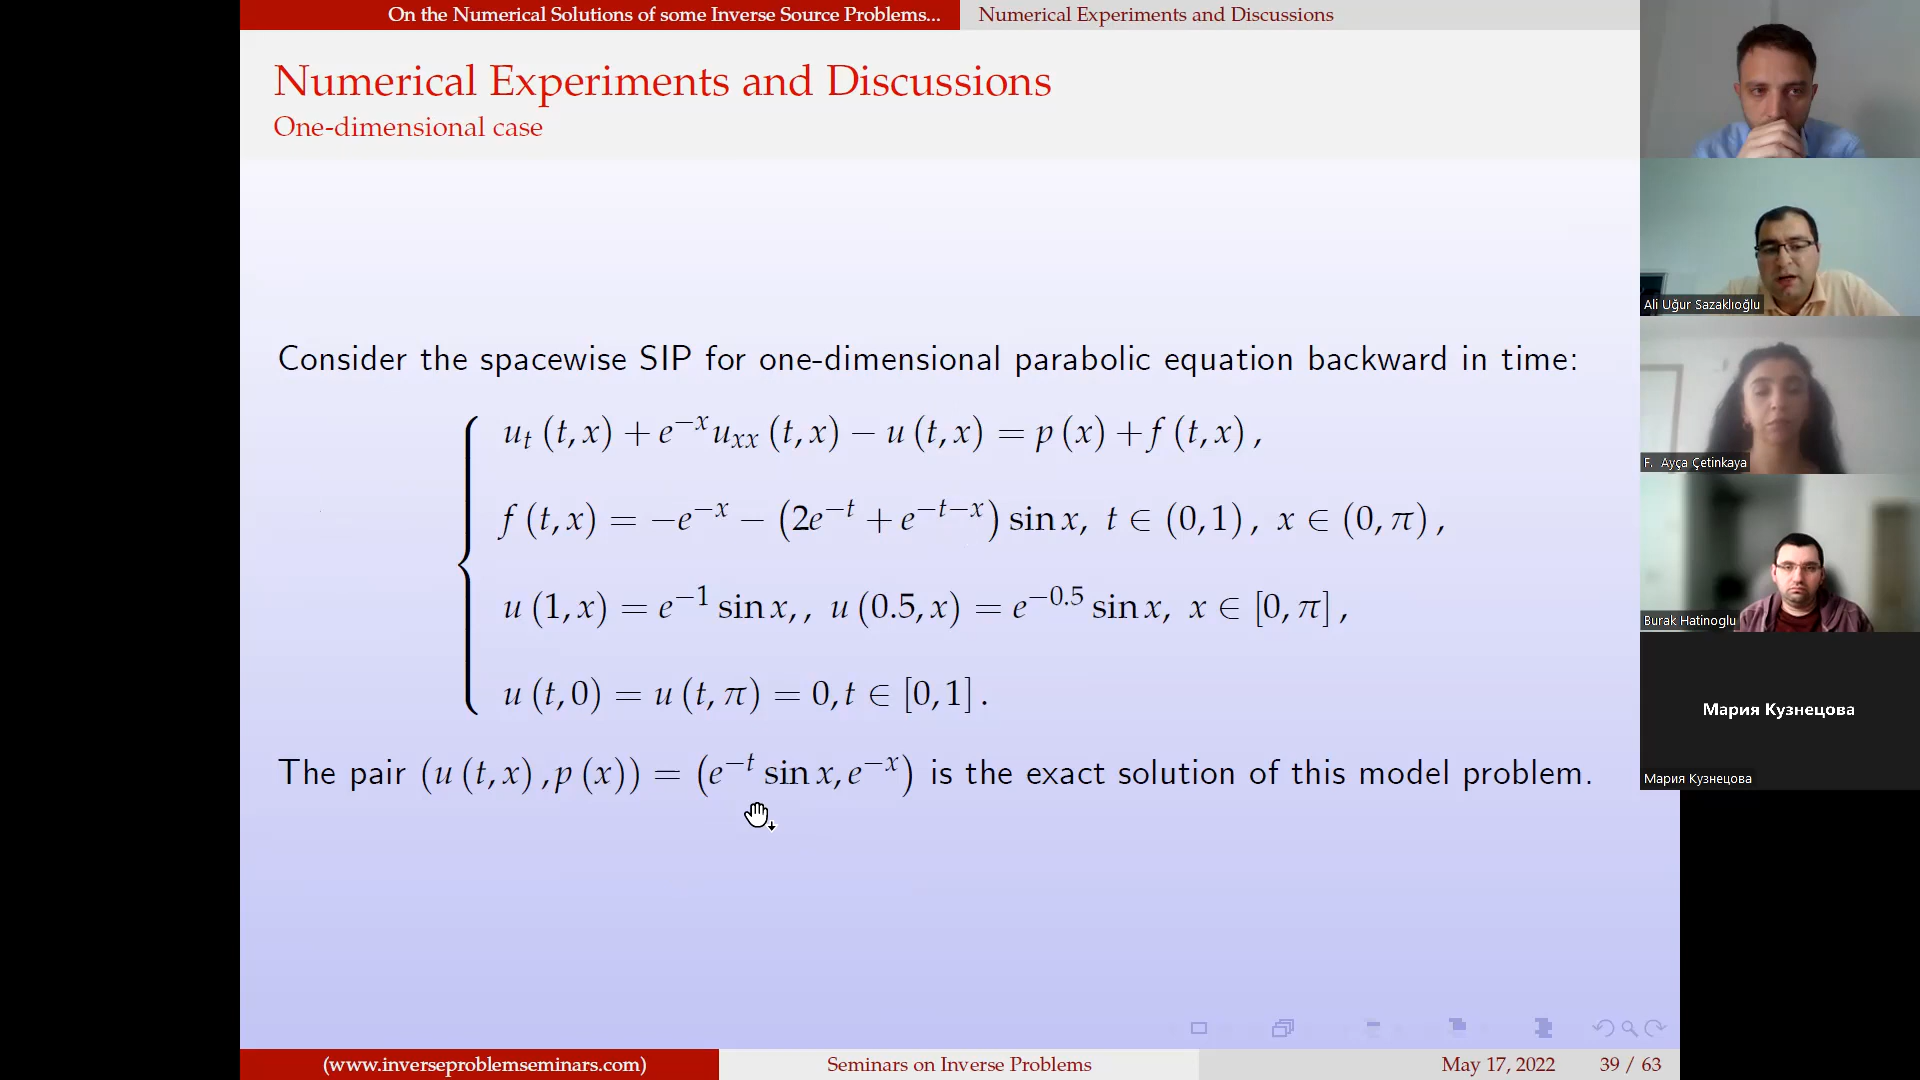 On the Numerical Solutions of some Inverse Source Problems...
Numerical Experiments and Discussions
Numerical Experiments and Discussions
One-dimensional case
Consider the spacewise SIP for one-dimensional parabolic equation backward in time:
u_t (t, x) + e^{−x} u_{xx} (t, x) − u (t, x) = p (x) + f (t, x) ,
f (t, x) = −e^{−x} − (2e^{−t} + e^{−t−x}) sin x, t ∈ (0, 1) , x ∈ (0, π) ,
u (1, x) = e^{−1} sin x, , u (0.5, x) = e^{−0.5} sin x, x ∈ [0, π] ,
u (t, 0) = u (t, π) = 0, t ∈ [0, 1] .
The pair (u (t, x) , p (x)) = (e^{−t} sin x, e^{−x}) is the exact solution of this model problem.
(www.inverseproblemseminars.com)
Seminars on Inverse Problems
May 17, 2022
39 / 63
Ali Uğur Sazaklıoğlu
F. Ayça Çetinkaya
Burak Hatinoglu
Мария Кузнецова
Мария Кузнецова